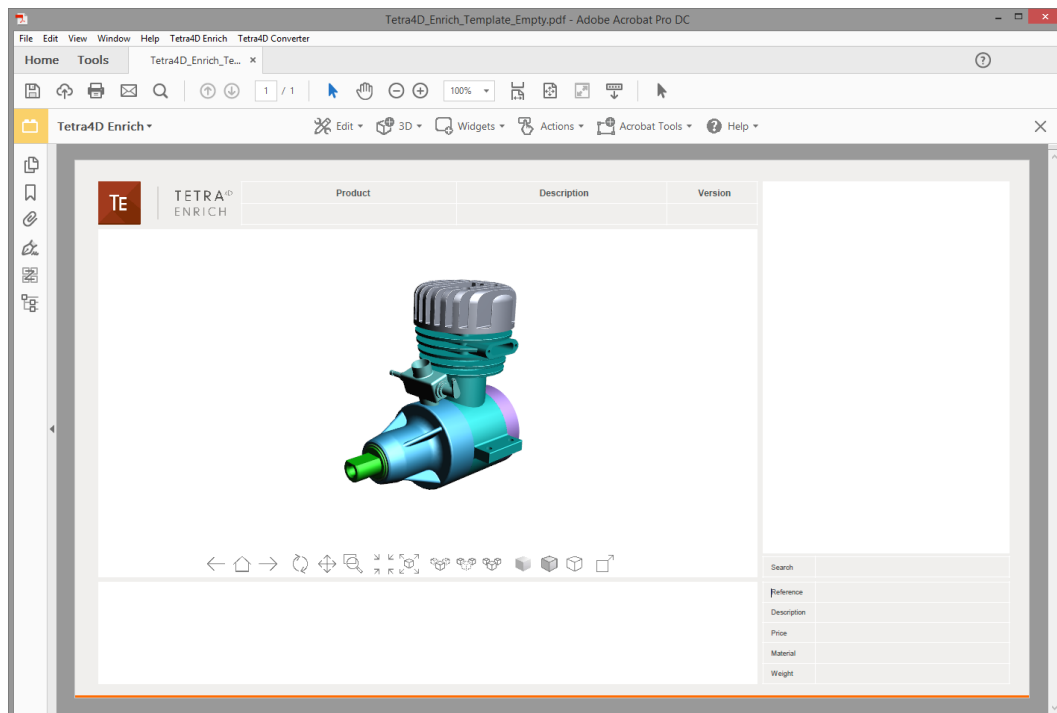 Tetra4D_Enrich_Template_Empty.pdf - Adobe Acrobat Pro DC
File Edit View Window Help Tetra4D Enrich Tetra4D Converter
Home Tools Tetra4D_Enrich_Te... ×
1 / 1 100%
Tetra4D Enrich Edit 3D Widgets Actions Acrobat Tools Help
TE TETRA4D ENRICH
Product Description Version
Search
Reference
Description
Price
Material
Weight